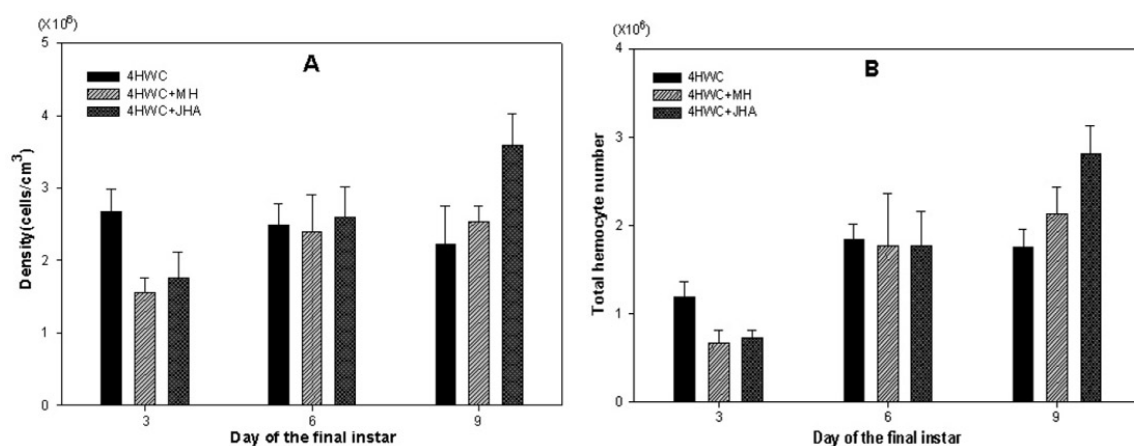 (X10⁶)
5
4
3
2
1
0
Density(cells/cm³)
A
4HWC
4HWC+MH
4HWC+JHA
3
6
9
Day of the final instar
(X10⁶)
4
3
2
1
0
Total hemocyte number
B
4HWC
4HWC+MH
4HWC+JHA
3
6
9
Day of the final instar